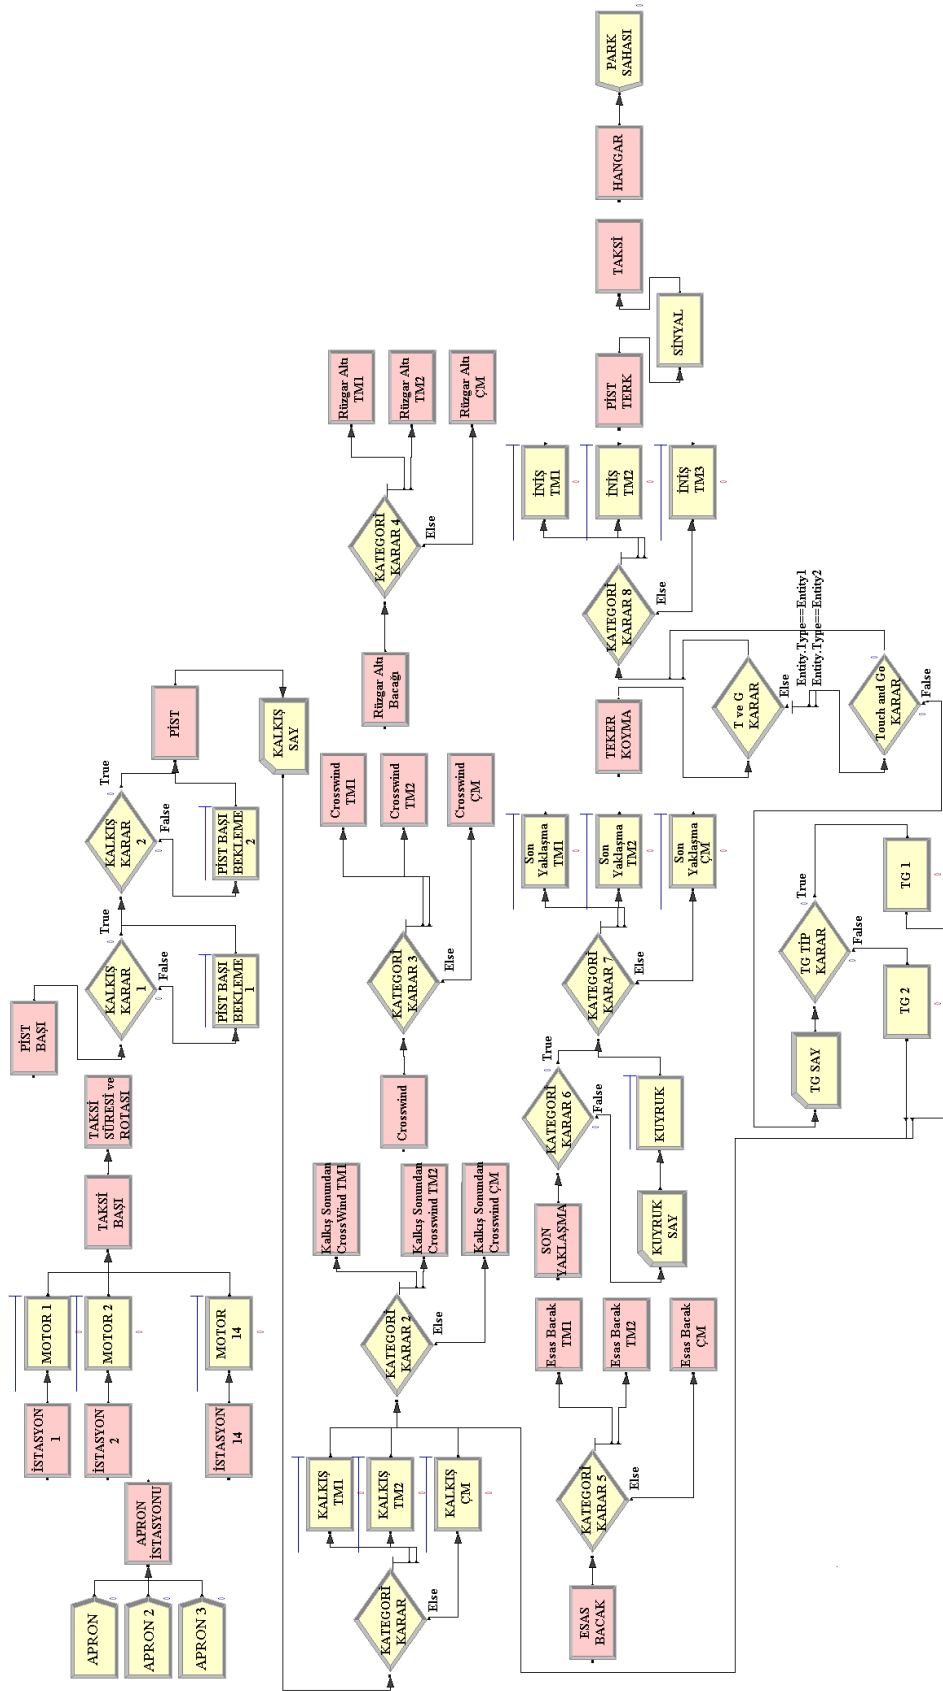 APRON
APRON 2
APRON 3
APRON
İSTASYONU
İSTASYON
1
İSTASYON
2
İSTASYON
14
MOTOR 1
MOTOR 2
MOTOR
14
TAKSİ
BAŞI
TAKSİ
SÜRESİ ve
ROTASI
PİST
BAŞI
KALKIŞ
KARAR
1
True
False
PİST BAŞI
BEKLEME
1
KALKIŞ
KARAR
2
True
False
PİST BAŞI
BEKLEME
2
PİST
KALKIŞ
SAY
KATEGORİ
KARAR
Else
KALKIŞ
TM1
KALKIŞ
TM2
KALKIŞ
ÇM
KATEGORİ
KARAR 2
Else
Kalkış Sonundan
CrossWind TM1
Kalkış Sonundan
Crosswind TM2
Kalkış Sonundan
Crosswind ÇM
Crosswind
KATEGORİ
KARAR 3
Else
Crosswind
TM1
Crosswind
TM2
Crosswind
ÇM
Rüzgar Altı
Bacağı
KATEGORİ
KARAR 4
Else
Rüzgar Altı
TM1
Rüzgar Altı
TM2
Rüzgar Altı
ÇM
ESAS
BACAK
KATEGORİ
KARAR 5
Else
Esas Bacak
TM1
Esas Bacak
TM2
Esas Bacak
ÇM
SON
YAKLAŞMA
KATEGORİ
KARAR 6
True
False
KUYRUK
SAY
KUYRUK
KATEGORİ
KARAR 7
Else
Son
Yaklaşma
TM1
Son
Yaklaşma
TM2
Son
Yaklaşma
ÇM
TEKER
KOYMA
T ve G
KARAR
Else
Entity.Type==Entity1
Entity.Type==Entity2
Touch and Go
KARAR
False
TG SAY
TG TİP
KARAR
True
False
TG 1
TG 2
KATEGORİ
KARAR 8
Else
İNİŞ
TM1
İNİŞ
TM2
İNİŞ
TM3
PİST
TERK
SİNYAL
TAKSİ
HANGAR
PARK
SAHASI